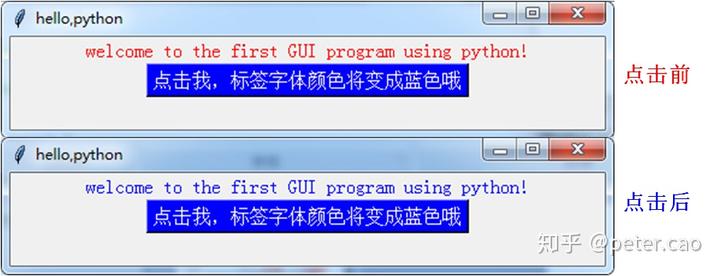 hello,python
welcome to the first GUI program using python!
点击我，标签字体颜色将变成蓝色哦
点击前
hello,python
welcome to the first GUI program using python!
点击我，标签字体颜色将变成蓝色哦
点击后
知乎 @peter.cao